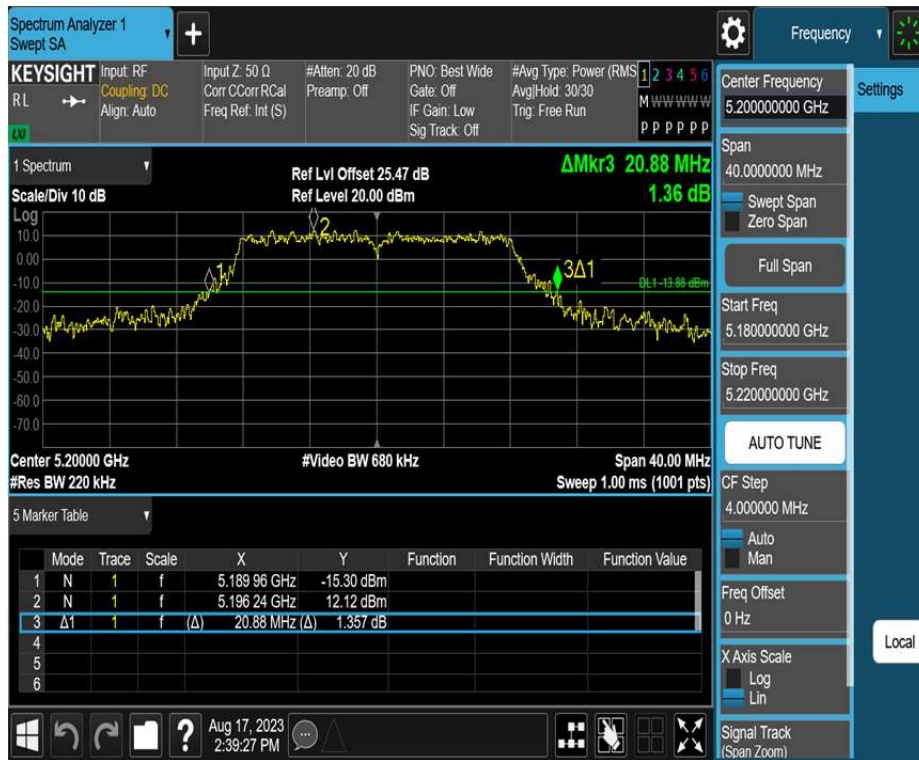 Spectrum Analyzer 1
Swept SA
+
Frequency
KEYSIGHT
RL
LXI
Input: RF
Coupling: DC
Align: Auto
Input Z: 50 Ω
Corr CCorr RCal
Freq Ref: Int (S)
#Atten: 20 dB
Preamp: Off
PNO: Best Wide
Gate: Off
IF Gain: Low
Sig Track: Off
#Avg Type: Power (RMS
Avg|Hold: 30/30
Trig: Free Run
1 2 3 4 5 6
M W W W W W
P P P P P P
1 Spectrum
Scale/Div 10 dB
Ref Lvl Offset 25.47 dB
Ref Level 20.00 dBm
ΔMkr3 20.88 MHz
1.36 dB
Log
10.0
0.00
-10.0
-20.0
-30.0
-40.0
-50.0
-60.0
-70.0
1
2
3Δ1
DL1 -13.88 dBm
Center 5.20000 GHz
#Res BW 220 kHz
#Video BW 680 kHz
Span 40.00 MHz
Sweep 1.00 ms (1001 pts)
5 Marker Table
Mode Trace Scale X Y Function Function Width Function Value
1 N 1 f 5.189 96 GHz -15.30 dBm
2 N 1 f 5.196 24 GHz 12.12 dBm
3 Δ1 1 f (Δ) 20.88 MHz (Δ) 1.357 dB
4
5
6
?
Aug 17, 2023
2:39:27 PM
Center Frequency
5.200000000 GHz
Settings
Span
40.0000000 MHz
Swept Span
Zero Span
Full Span
Start Freq
5.180000000 GHz
Stop Freq
5.220000000 GHz
AUTO TUNE
CF Step
4.000000 MHz
Auto
Man
Freq Offset
0 Hz
Local
X Axis Scale
Log
Lin
Signal Track
(Span Zoom)